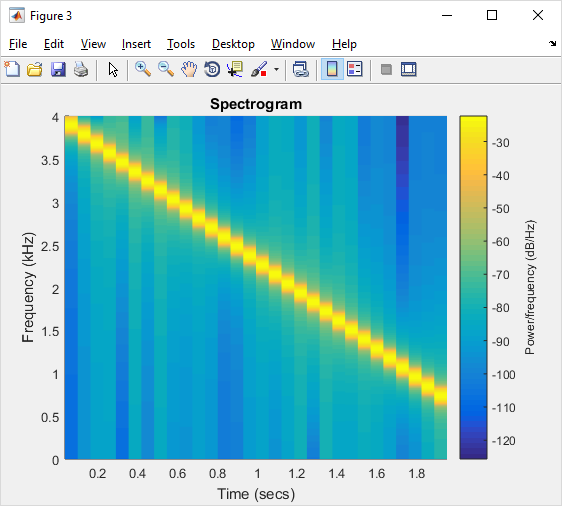 Figure 3
File Edit View Insert Tools Desktop Window Help
Spectrogram
4
3.5
3
2.5
2
1.5
1
0.5
0
Frequency (kHz)
0.2 0.4 0.6 0.8 1 1.2 1.4 1.6 1.8
Time (secs)
-30
-40
-50
-60
-70
-80
-90
-100
-110
-120
Power/frequency (dB/Hz)